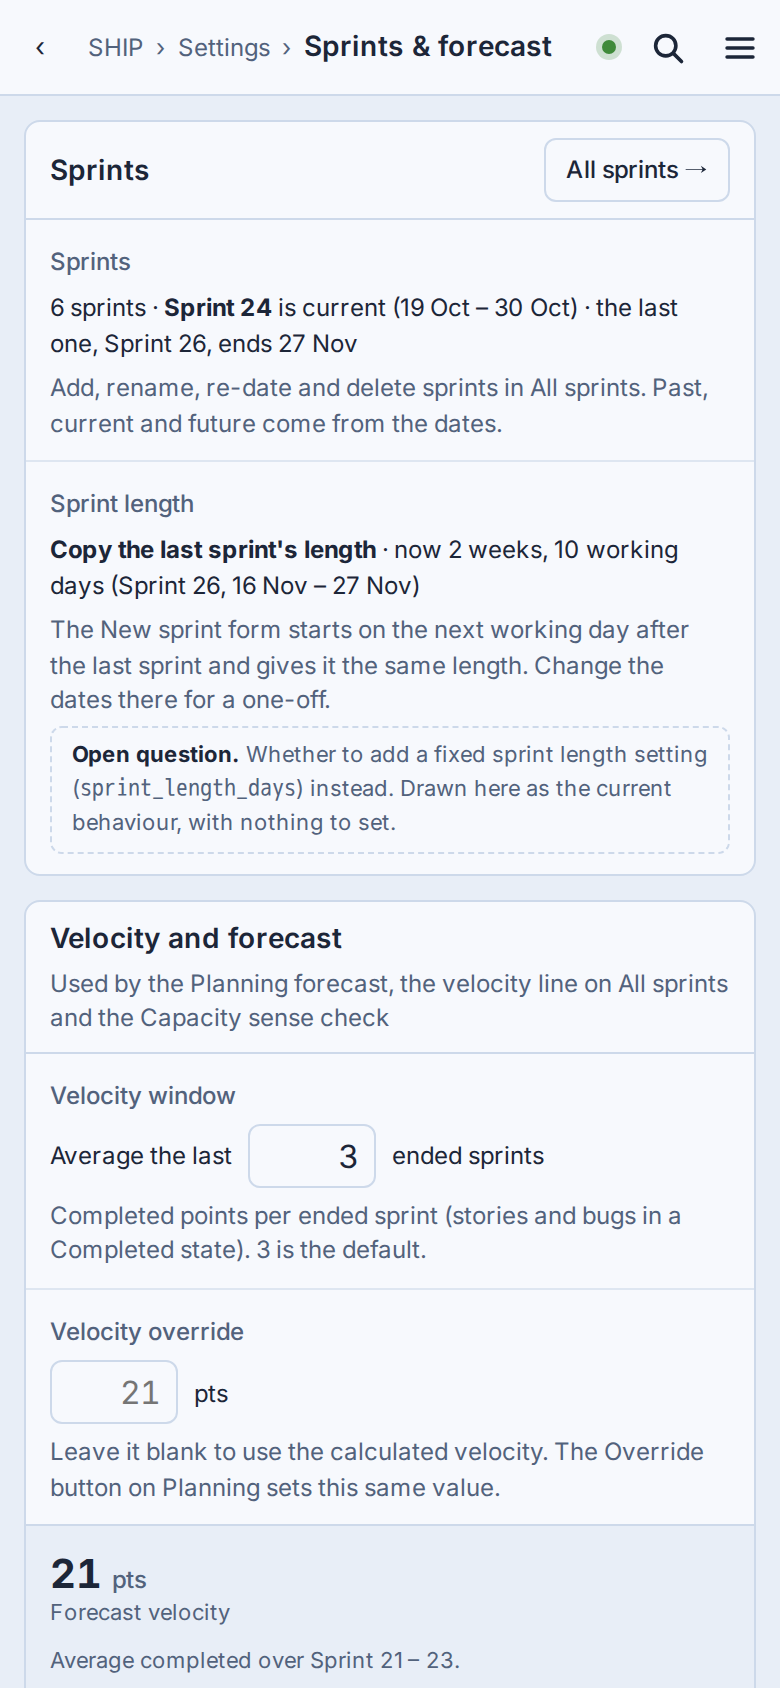 ‹ SHIP › Settings › Sprints & forecast
Sprints
All sprints →
Sprints
6 sprints · Sprint 24 is current (19 Oct – 30 Oct) · the last
one, Sprint 26, ends 27 Nov
Add, rename, re-date and delete sprints in All sprints. Past,
current and future come from the dates.
Sprint length
Copy the last sprint's length · now 2 weeks, 10 working
days (Sprint 26, 16 Nov – 27 Nov)
The New sprint form starts on the next working day after
the last sprint and gives it the same length. Change the
dates there for a one-off.
Open question. Whether to add a fixed sprint length setting
(sprint_length_days) instead. Drawn here as the current
behaviour, with nothing to set.
Velocity and forecast
Used by the Planning forecast, the velocity line on All sprints
and the Capacity sense check
Velocity window
Average the last 3 ended sprints
Completed points per ended sprint (stories and bugs in a
Completed state). 3 is the default.
Velocity override
21 pts
Leave it blank to use the calculated velocity. The Override
button on Planning sets this same value.
21 pts
Forecast velocity
Average completed over Sprint 21 – 23.